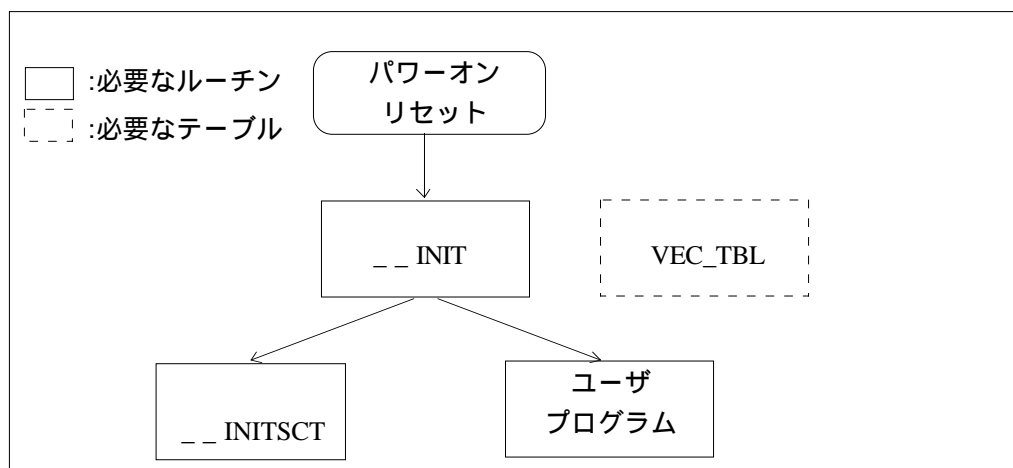 :必要なルーチン
:必要なテーブル
パワーオン
リセット
_ _ INIT
VEC_TBL
_ _ INITSCT
ユーザ
プログラム